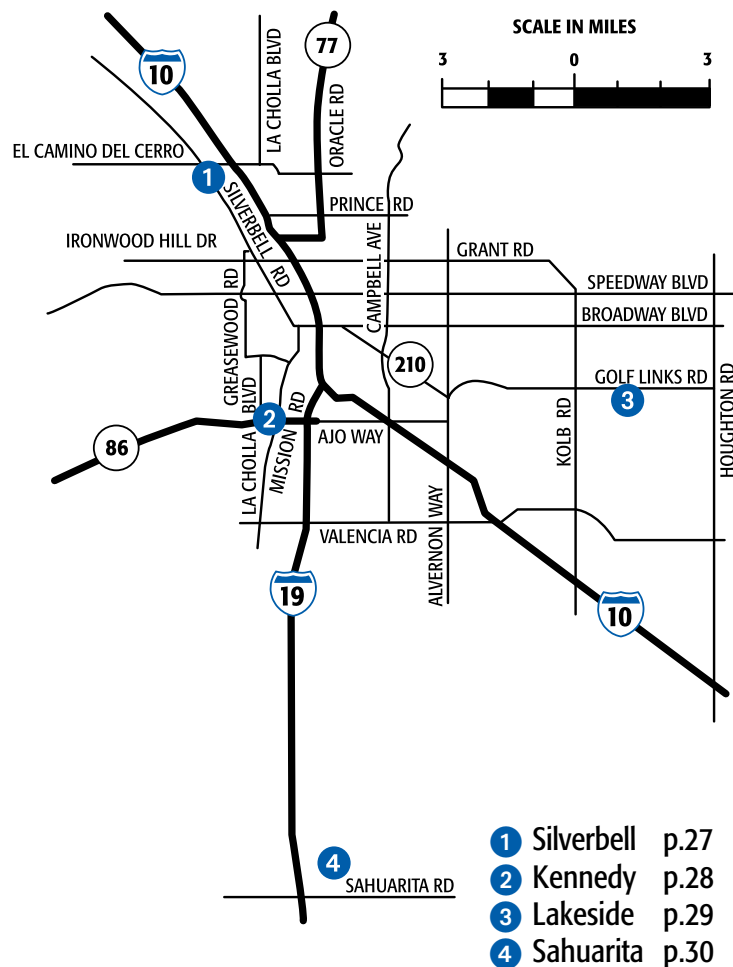 SCALE IN MILES
3 0 3
10
77
LA CHOLLA BLVD
ORACLE RD
EL CAMINO DEL CERRO
1
SILVERBELL RD
PRINCE RD
IRONWOOD HILL DR
CAMPBELL AVE
GRANT RD
SPEEDWAY BLVD
BROADWAY BLVD
GREASEWOOD RD
210
GOLF LINKS RD
3
HOUGHTON RD
LA CHOLLA BLVD
2
MISSION RD
AJO WAY
KOLB RD
86
VALENCIA RD
ALVERNON WAY
19
10
4
SAHUARITA RD
1 Silverbell p.27
2 Kennedy p.28
3 Lakeside p.29
4 Sahuarita p.30